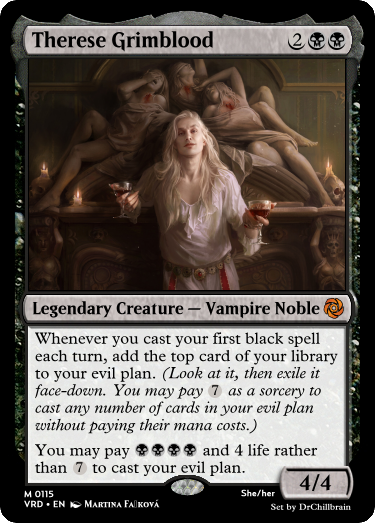 Therese Grimblood 2
Legendary Creature — Vampire Noble
Whenever you cast your first black spell
each turn, add the top card of your library
to your evil plan. (Look at it, then exile it
face-down. You may pay 7 as a sorcery to
cast any number of cards in your evil plan
without paying their mana costs.)
You may pay and 4 life rather
than 7 to cast your evil plan.
4/4
M 0115
VRD • EN MARTINA FA KOVÁ
She/her
Set by DrChillbrain